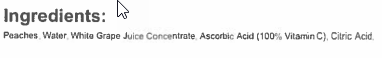 Ingredients:
Peaches, Water, White Grape Juice Concentrate, Ascorbic Acid (100% Vitamin C), Citric Acid.